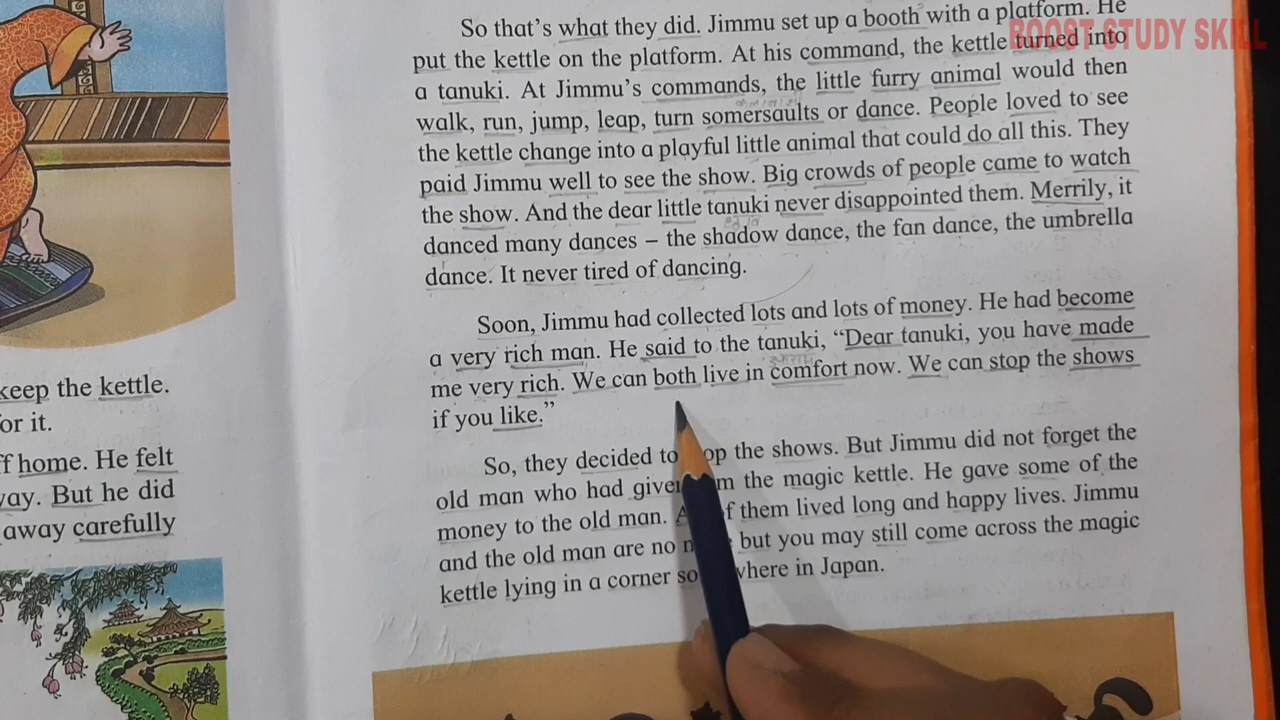 BOOST STUDY SKILL
So that's what they did. Jimmu set up a booth with a platform. He
put the kettle on the platform. At his command, the kettle turned into
a tanuki. At Jimmu's commands, the little furry animal would then
walk, run, jump, leap, turn somersaults or dance. People loved to see
the kettle change into a playful little animal that could do all this. They
paid Jimmu well to see the show. Big crowds of people came to watch
the show. And the dear little tanuki never disappointed them. Merrily, it
danced many dances – the shadow dance, the fan dance, the umbrella
dance. It never tired of dancing.
Soon, Jimmu had collected lots and lots of money. He had become
a very rich man. He said to the tanuki, “Dear tanuki, you have made
me very rich. We can both live in comfort now. We can stop the shows
if you like.”
So, they decided to the shows. But Jimmu did not forget the
old man who had the magic kettle. He gave some of the
money to the old man. them lived long and happy lives. Jimmu
and the old man are no but you may still come across the magic
kettle lying in a corner in Japan.
keep the kettle.
or it.
home. He felt
But he did
away carefully